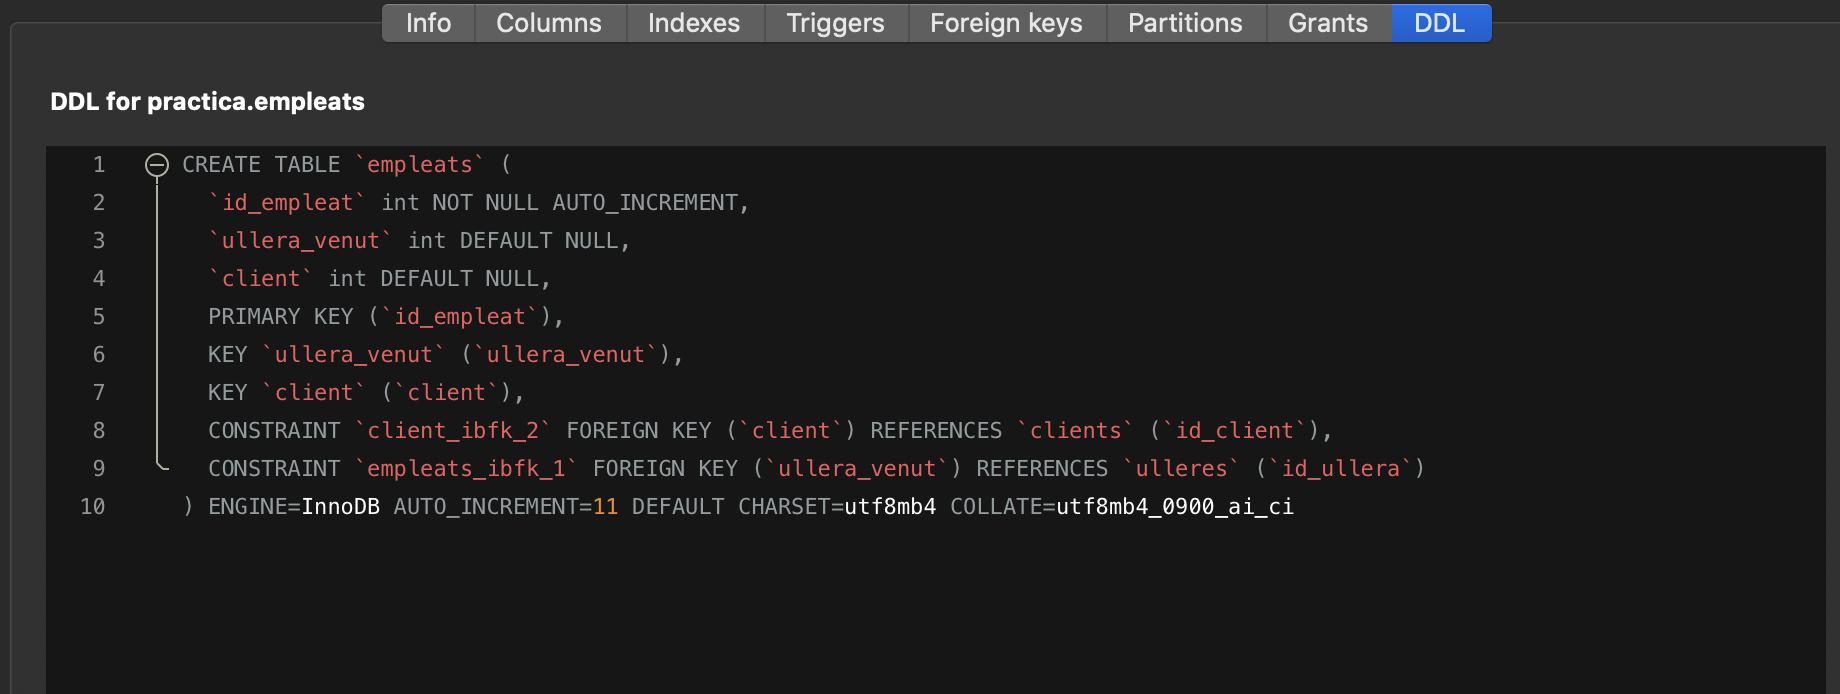 Info Columns Indexes Triggers Foreign keys Partitions Grants DDL
DDL for practica.empleats
1 CREATE TABLE `empleats` (
2 `id_empleat` int NOT NULL AUTO_INCREMENT,
3 `ullera_venut` int DEFAULT NULL,
4 `client` int DEFAULT NULL,
5 PRIMARY KEY (`id_empleat`),
6 KEY `ullera_venut` (`ullera_venut`),
7 KEY `client` (`client`),
8 CONSTRAINT `client_ibfk_2` FOREIGN KEY (`client`) REFERENCES `clients` (`id_client`),
9 CONSTRAINT `empleats_ibfk_1` FOREIGN KEY (`ullera_venut`) REFERENCES `ulleres` (`id_ullera`)
10 ) ENGINE=InnoDB AUTO_INCREMENT=11 DEFAULT CHARSET=utf8mb4 COLLATE=utf8mb4_0900_ai_ci